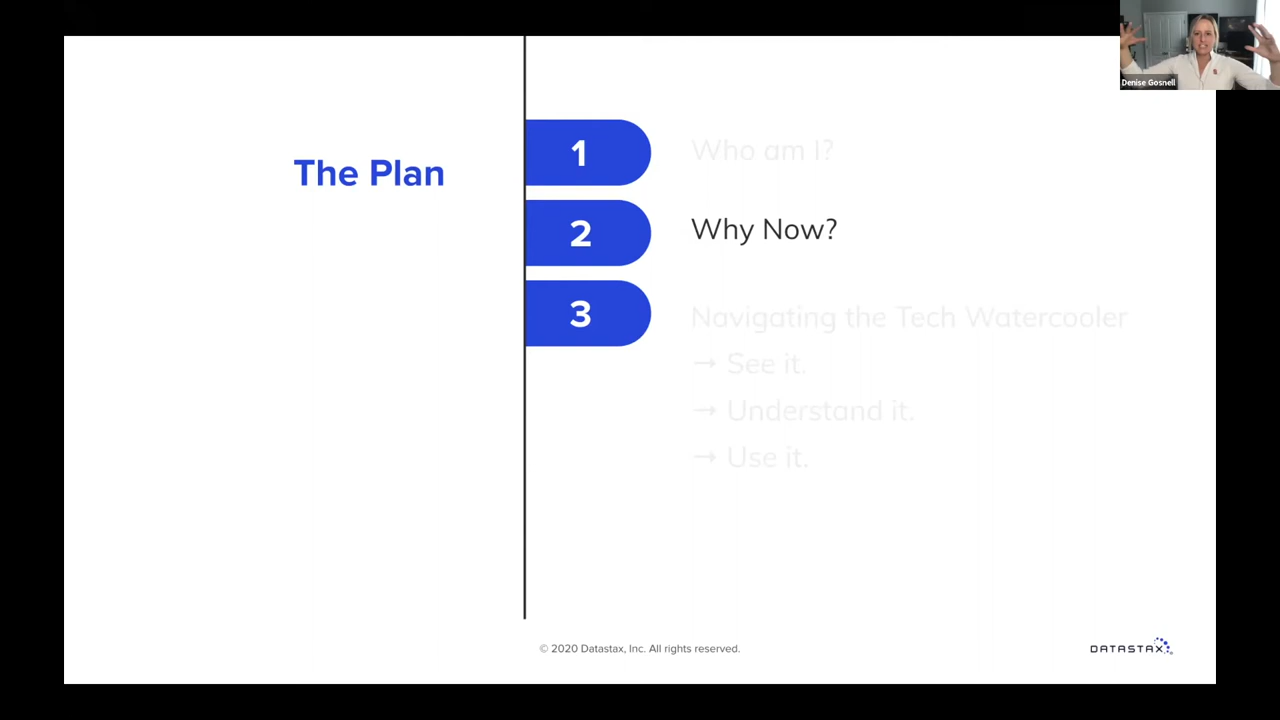 Denise Gosnell
The Plan
1
Who am I?
2
Why Now?
3
Navigating the Tech Watercooler
→ See it.
→ Understand it.
→ Use it.
© 2020 Datastax, Inc. All rights reserved.
DATASTAX